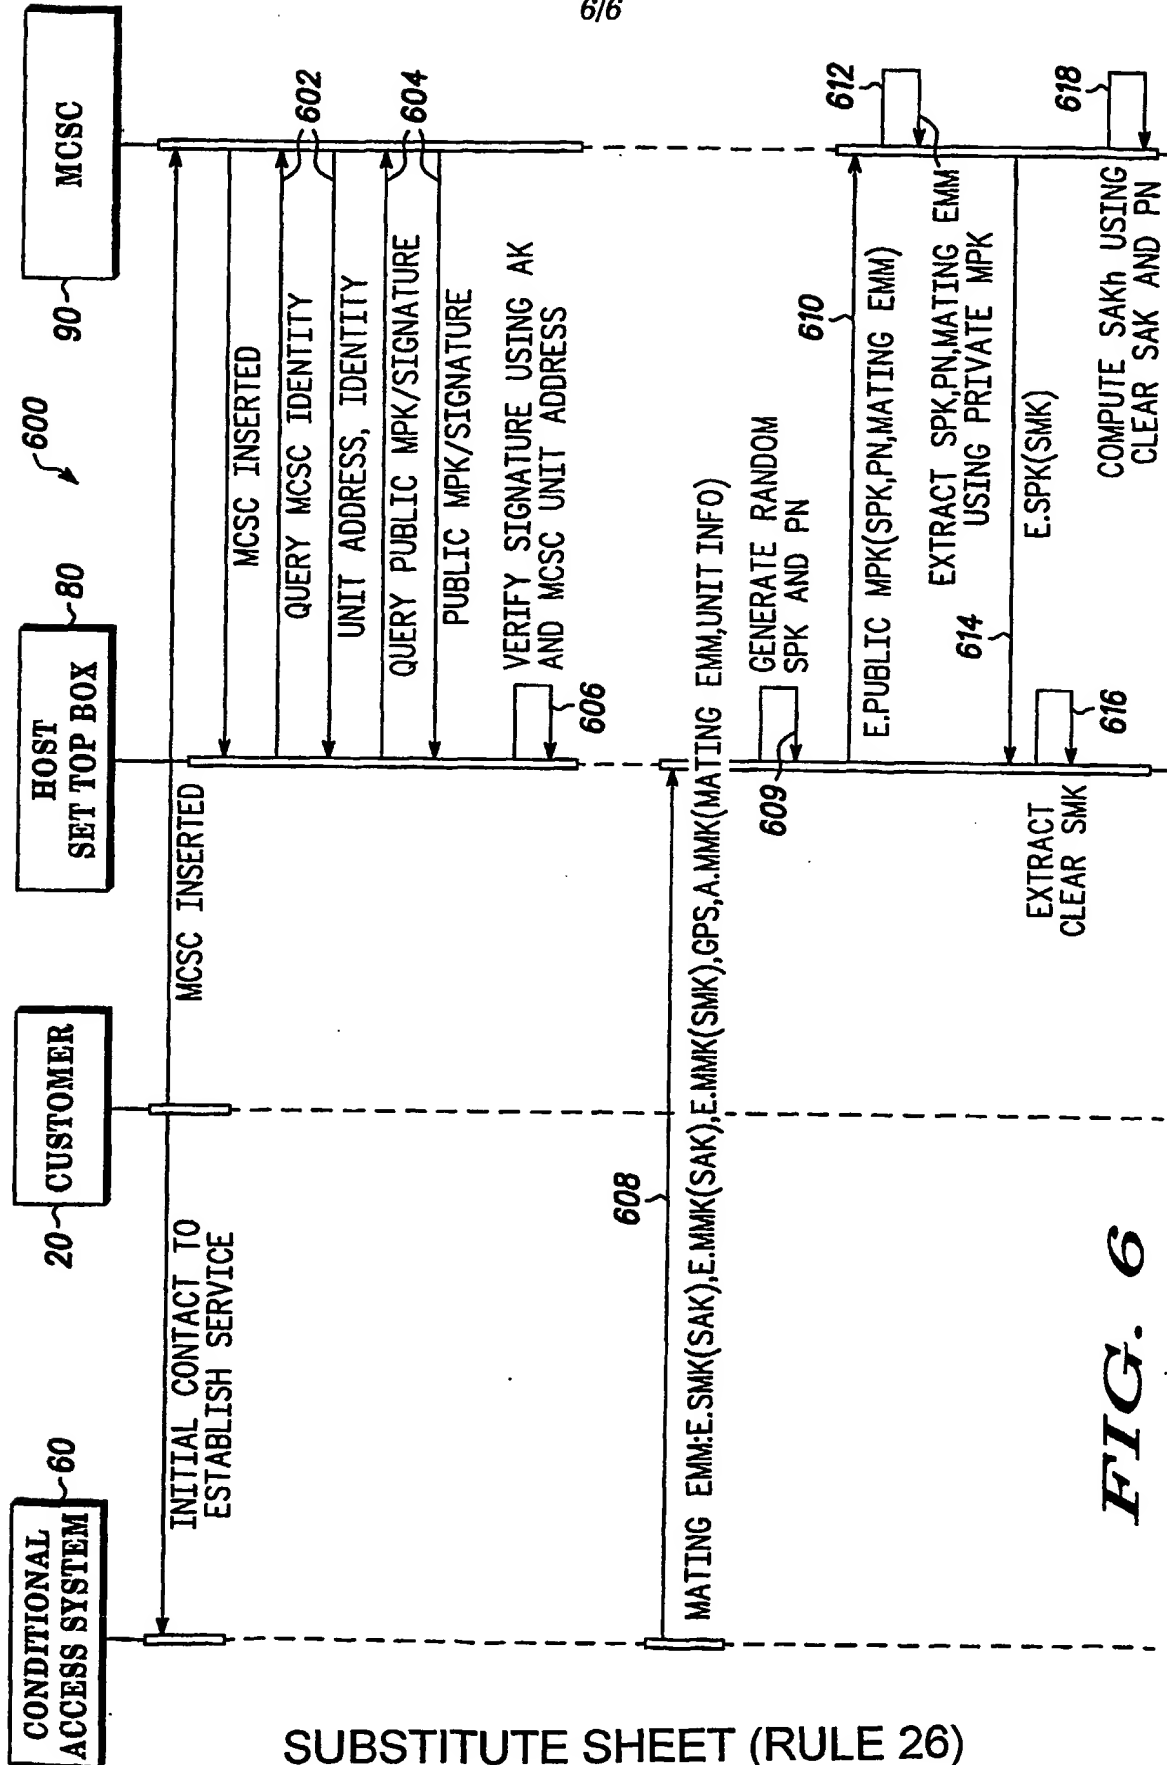 6/6
600
CONDITIONAL
ACCESS SYSTEM
60
20
CUSTOMER
HOST
SET TOP BOX
80
90
MCSC
INITIAL CONTACT TO
ESTABLISH SERVICE
MCSC INSERTED
MCSC INSERTED
QUERY MCSC IDENTITY
602
UNIT ADDRESS, IDENTITY
QUERY PUBLIC MPK/SIGNATURE
604
PUBLIC MPK/SIGNATURE
VERIFY SIGNATURE USING AK
AND MCSC UNIT ADDRESS
606
608
MATING EMM:E.SMK(SAK),E.MMK(SAK),E.MMK(SMK),GPS,A.MMK(MATING EMM,UNIT INFO)
GENERATE RANDOM
SPK AND PN
609
610
E.PUBLIC MPK(SPK,PN,MATING EMM)
612
EXTRACT SPK,PN,MATING EMM
USING PRIVATE MPK
614
E.SPK(SMK)
EXTRACT
CLEAR SMK
616
618
COMPUTE SAKh USING
CLEAR SAK AND PN
FIG. 6
SUBSTITUTE SHEET (RULE 26)